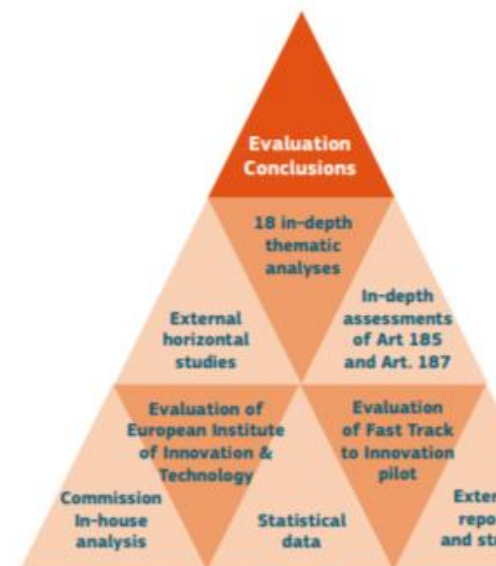 Evaluation
Conclusions
18 in-depth
thematic
analyses
External
horizontal
studies
In-depth
assessments
of Art 185
and Art. 187
Evaluation of
European Institute
of Innovation &
Technology
Evaluation
of Fast Track
to Innovation
pilot
Commission
In-house
analysis
Statistical
data
and